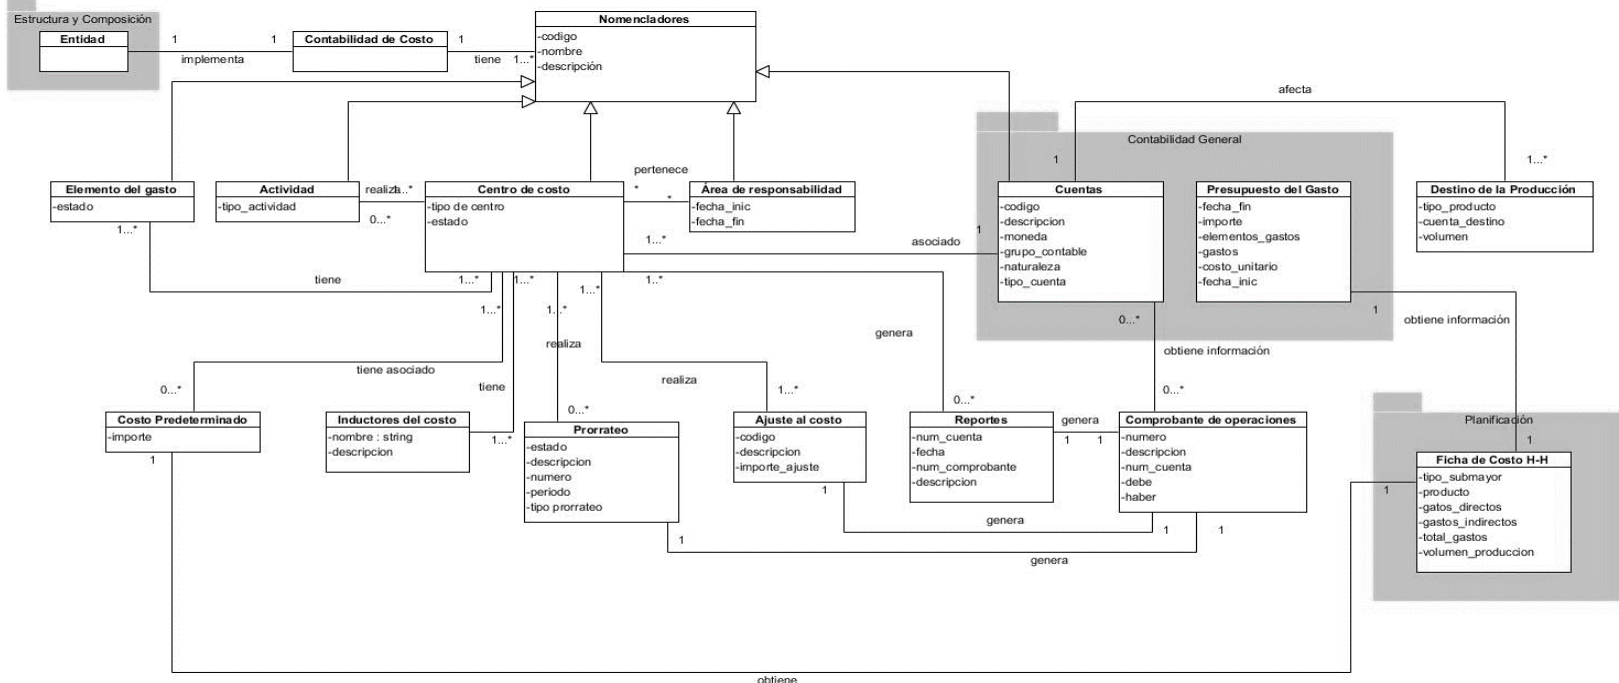 Estructura y Composición
Entidad
1
implementa
1
Contabilidad de Costo
1
tiene
1...*
Nomencladores
-codigo
-nombre
-descripción
afecta
Contabilidad General
1
1...*
Elemento del gasto
-estado
1...*
Actividad
-tipo_actividad
realiza
1...*
0...*
Centro de costo
-tipo de centro
-estado
pertenece
*
*
Área de responsabilidad
-fecha_inic
-fecha_fin
1...*
asociado
1
Cuentas
-codigo
-descripcion
-moneda
-grupo_contable
-naturaleza
-tipo_cuenta
Presupuesto del Gasto
-fecha_fin
-importe
-elementos_gastos
-gastos
-costo_unitario
-fecha_inic
Destino de la Producción
-tipo_producto
-cuenta_destino
-volumen
tiene
1...*
1...*
1...*
1...*
1...*
1..*
realiza
genera
0...*
obtiene información
1
obtiene información
tiene asociado
tiene
realiza
0...*
1...*
0...*
1...*
0...*
0...*
Costo Predeterminado
-importe
1
Inductores del costo
-nombre : string
-descripcion
Prorrateo
-estado
-descripcion
-numero
-periodo
-tipo prorrateo
Ajuste al costo
-codigo
-descripcion
-importe_ajuste
1
Reportes
-num_cuenta
-fecha
-num_comprobante
-descripcion
genera
1
1
Comprobante de operaciones
-numero
-descripcion
-num_cuenta
-debe
-haber
Planificación
1
Ficha de Costo H-H
-tipo_submayor
-producto
-gatos_directos
-gastos_indirectos
-total_gastos
-volumen_produccion
1
genera
1
1
1
genera
obtiene